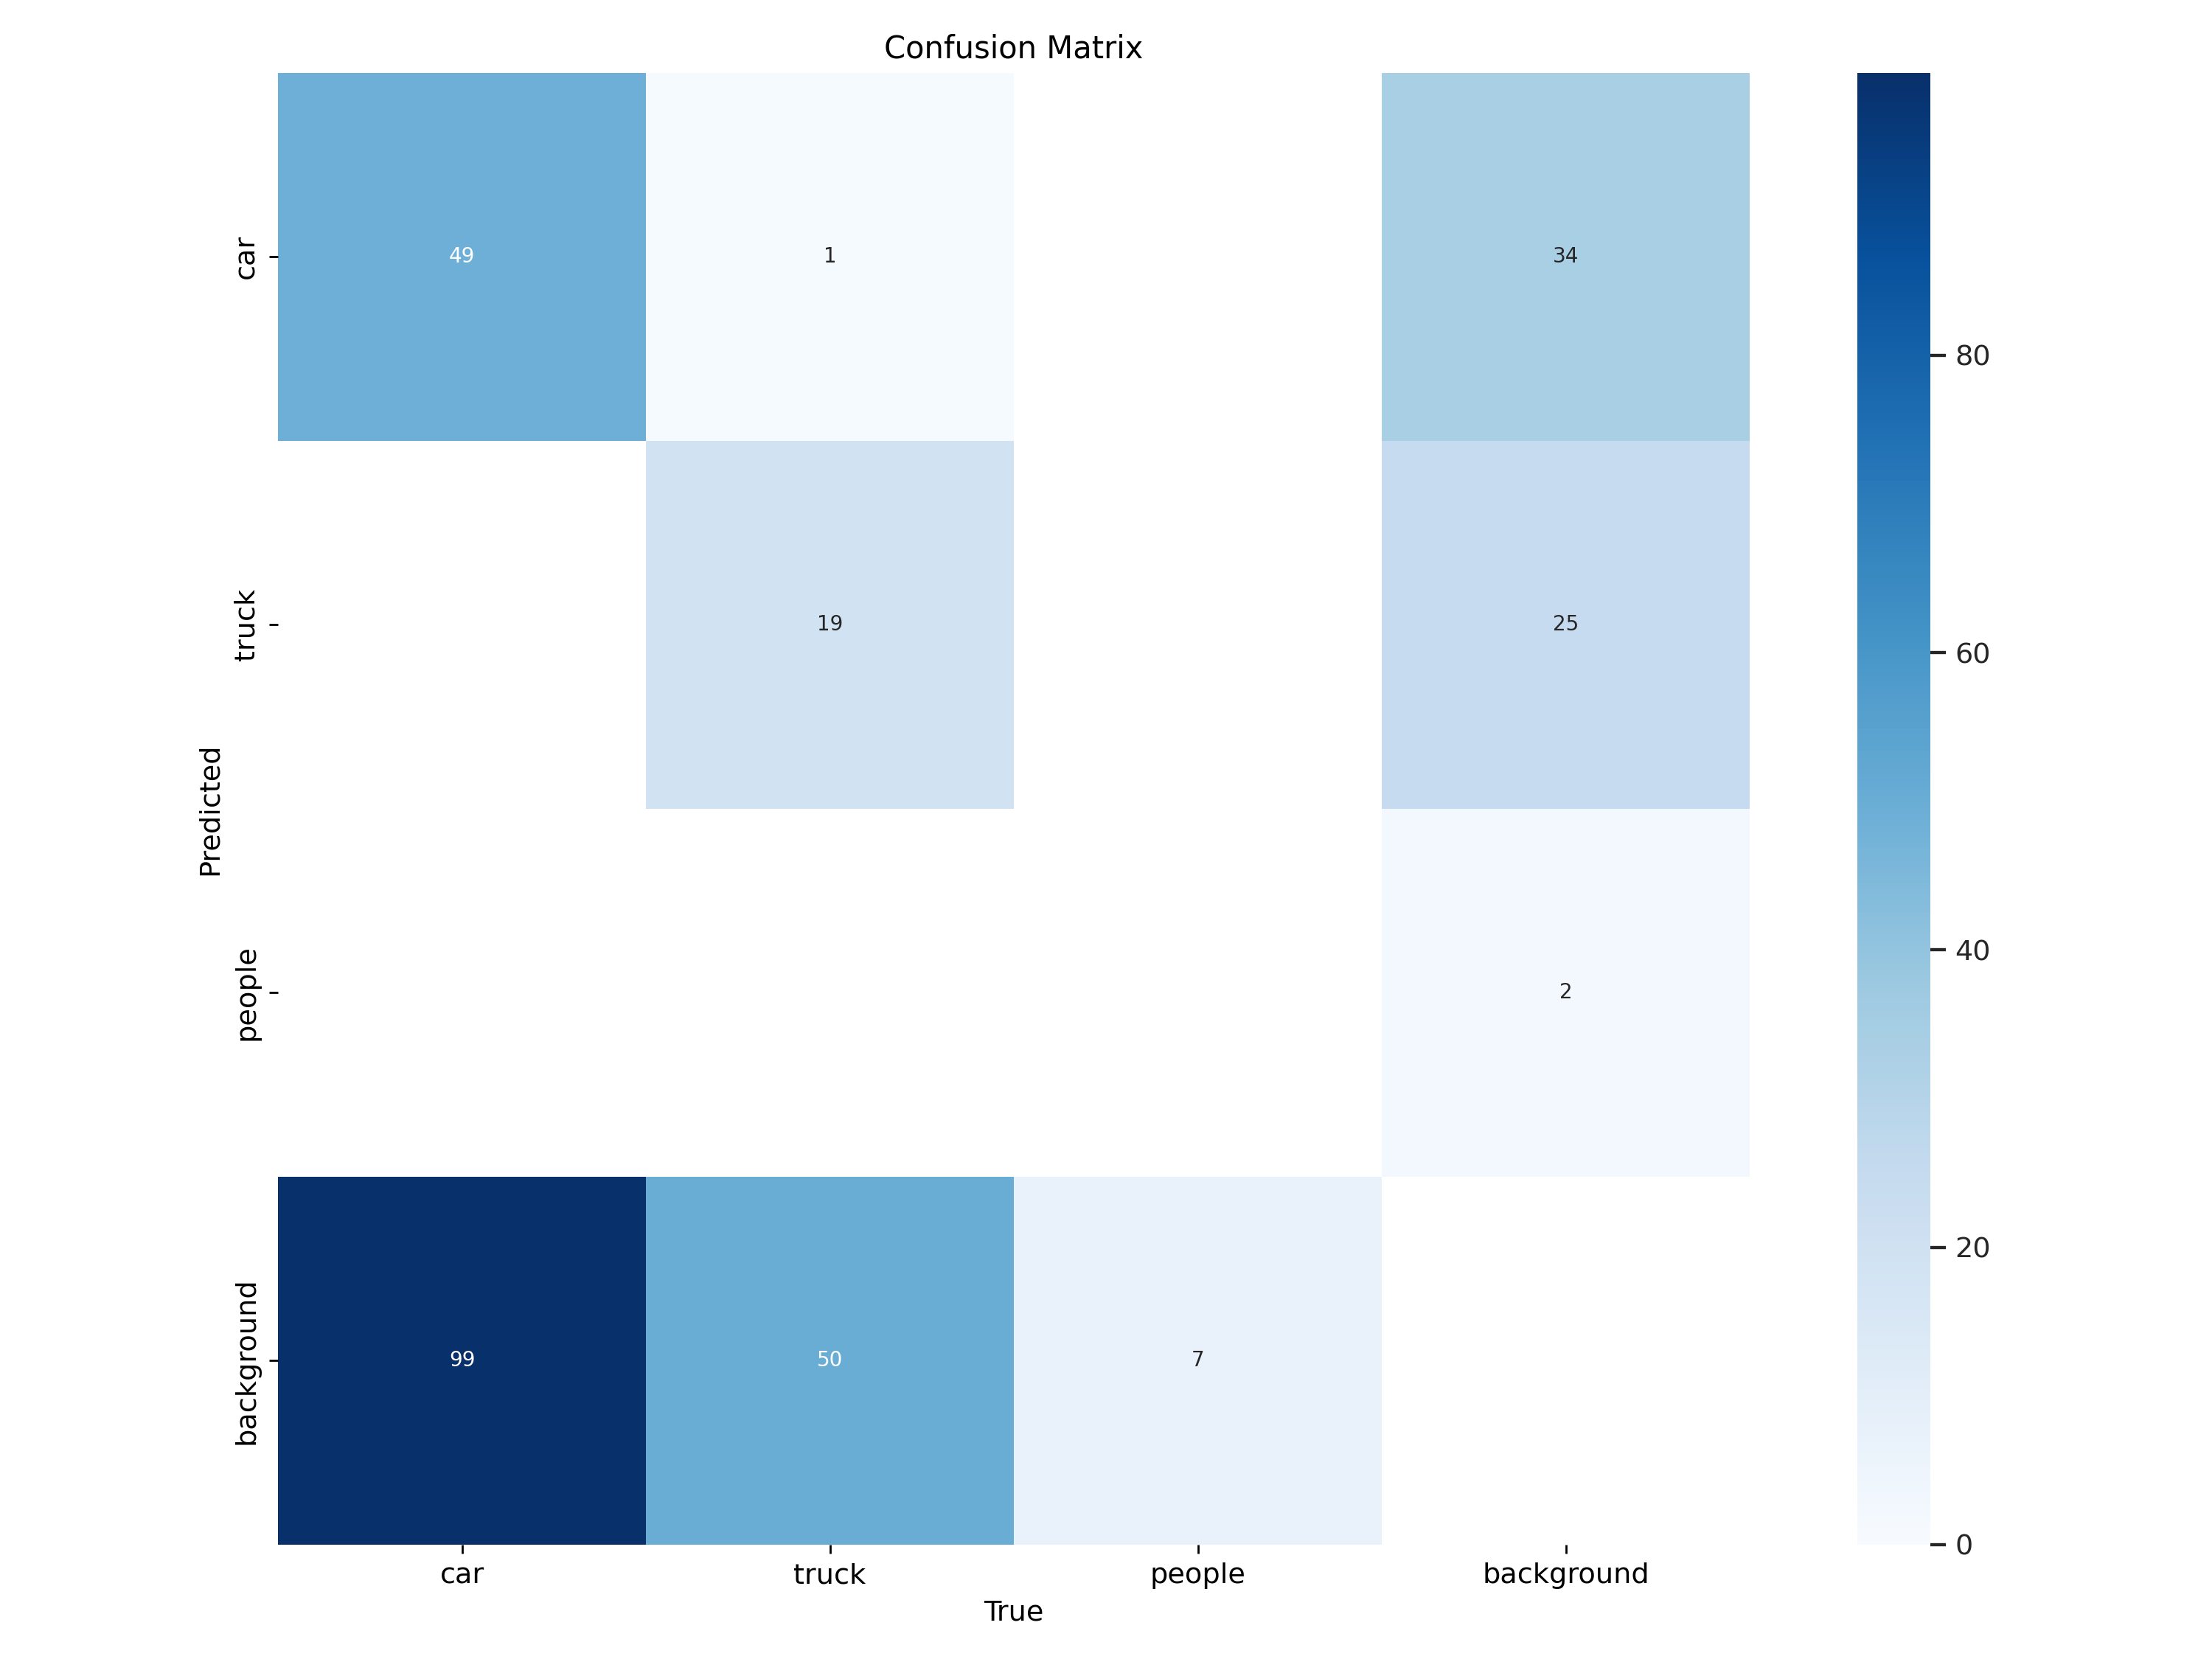 Confusion Matrix
car
49
1
34
80
truck
19
25
60
Predicted
people
2
40
background
99
50
7
20
0
car
truck
people
background
True